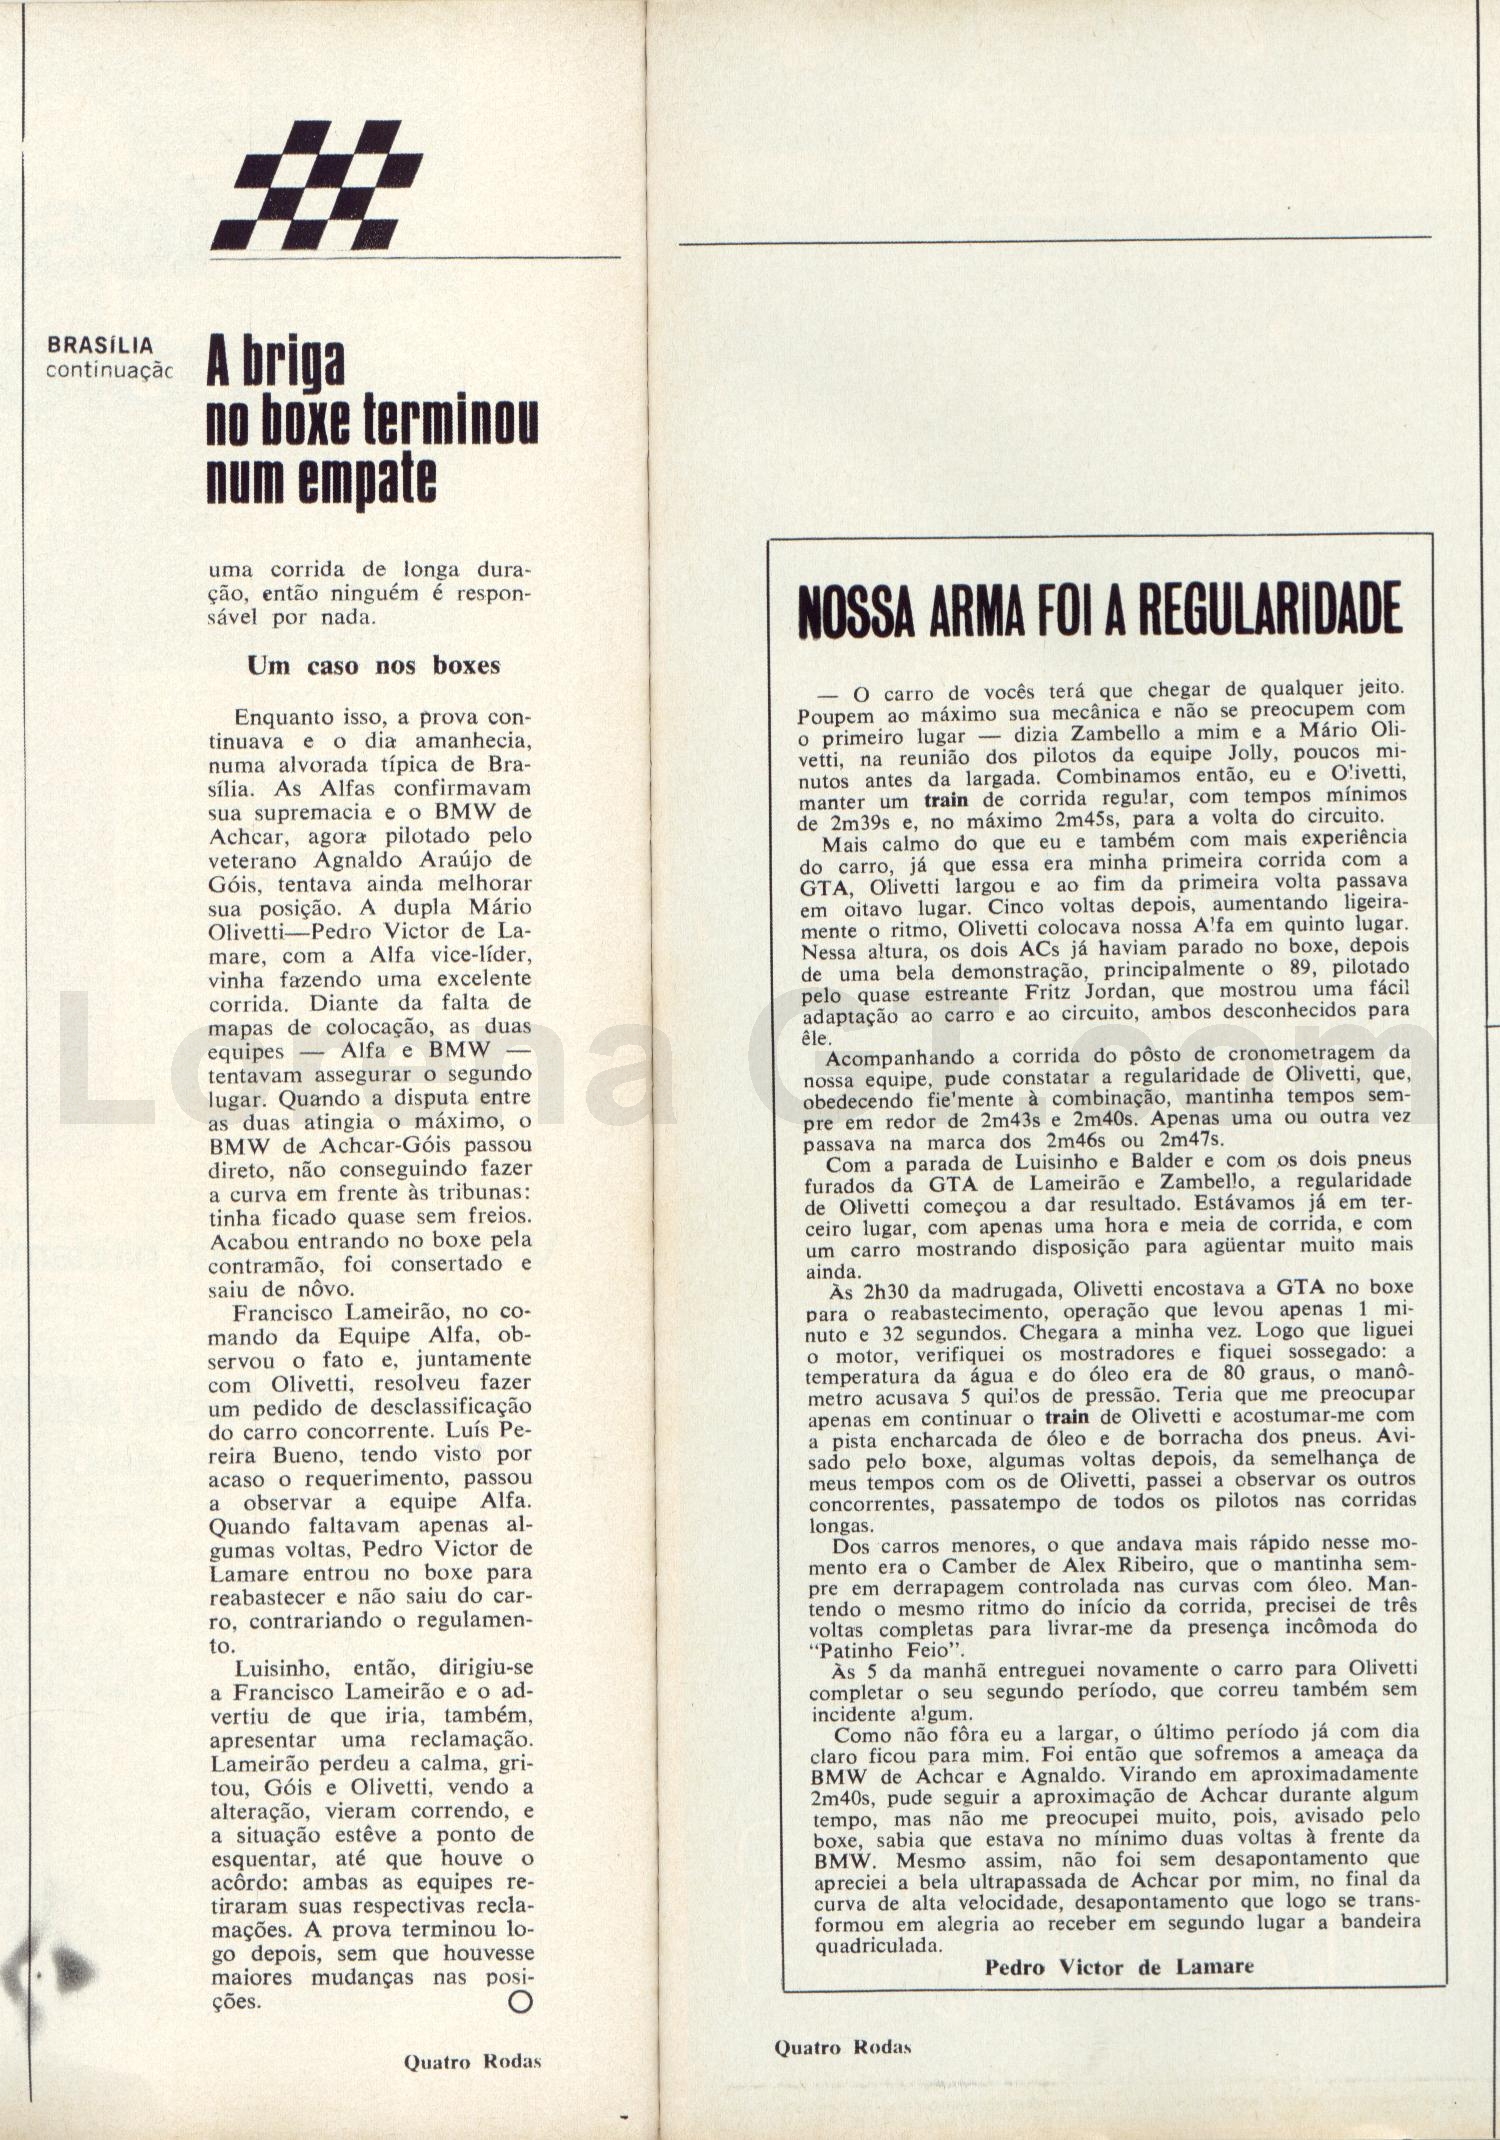 BRASÍLIA
continuação
A briga
no boxe terminou
num empate
uma corrida de longa dura-
ção, então ninguém é respon-
sável por nada.
Um caso nos boxes
Enquanto isso, a prova con-
tinuava e o dia amanhecia,
numa alvorada típica de Bra-
sília. As Alfas confirmavam
sua supremacia e o BMW de
Achcar, agora pilotado pelo
veterano Agnaldo Araújo de
Góis, tentava ainda melhorar
sua posição. A dupla Mário
Olivetti—Pedro Victor de La-
mare, com a Alfa vice-líder,
vinha fazendo uma excelente
corrida. Diante da falta de
mapas de colocação, as duas
equipes — Alfa e BMW —
tentavam assegurar o segundo
lugar. Quando a disputa entre
as duas atingia o máximo, o
BMW de Achcar-Góis passou
direto, não conseguindo fazer
a curva em frente às tribunas:
tinha ficado quase sem freios.
Acabou entrando no boxe pela
contramão, foi consertado e
saiu de nôvo.
Francisco Lameirão, no co-
mando da Equipe Alfa, ob-
servou o fato e, juntamente
com Olivetti, resolveu fazer
um pedido de desclassificação
do carro concorrente. Luís Pe-
reira Bueno, tendo visto por
acaso o requerimento, passou
a observar a equipe Alfa.
Quando faltavam apenas al-
gumas voltas, Pedro Victor de
Lamare entrou no boxe para
reabastecer e não saiu do car-
ro, contrariando o regulamen-
to.
Luisinho, então, dirigiu-se
a Francisco Lameirão e o ad-
vertiu de que iria, também,
apresentar uma reclamação.
Lameirão perdeu a calma, gri-
tou, Góis e Olivetti, vendo a
alteração, vieram correndo, e
a situação estêve a ponto de
esquentar, até que houve o
acôrdo: ambas as equipes re-
tiraram suas respectivas recla-
mações. A prova terminou lo-
go depois, sem que houvesse
maiores mudanças nas posi-
ções.
Quatro Rodas
NOSSA ARMA FOI A REGULARIDADE
— O carro de vocês terá que chegar de qualquer jeito.
Poupem ao máximo sua mecânica e não se preocupem com
o primeiro lugar — dizia Zambello a mim e a Mário Oli-
vetti, na reunião dos pilotos da equipe Jolly, poucos mi-
nutos antes da largada. Combinamos então, eu e Olivetti,
manter um train de corrida regular, com tempos mínimos
de 2m39s e, no máximo 2m45s, para a volta do circuito.
Mais calmo do que eu e também com mais experiência
do carro, já que essa era minha primeira corrida com a
GTA, Olivetti largou e ao fim da primeira volta passava
em oitavo lugar. Cinco voltas depois, aumentando ligeira-
mente o ritmo, Olivetti colocava nossa Alfa em quinto lugar.
Nessa altura, os dois ACs já haviam parado no boxe, depois
de uma bela demonstração, principalmente o 89, pilotado
pelo quase estreante Fritz Jordan, que mostrou uma fácil
adaptação ao carro e ao circuito, ambos desconhecidos para
êle.
Acompanhando a corrida do pôsto de cronometragem da
nossa equipe, pude constatar a regularidade de Olivetti, que,
obedecendo fielmente à combinação, mantinha tempos sem-
pre em redor de 2m43s e 2m40s. Apenas uma ou outra vez
passava na marca dos 2m46s ou 2m47s.
Com a parada de Luisinho e Balder e com os dois pneus
furados da GTA de Lameirão e Zambello, a regularidade
de Olivetti começou a dar resultado. Estávamos já em ter-
ceiro lugar, com apenas uma hora e meia de corrida, e com
um carro mostrando disposição para agüentar muito mais
ainda.
Às 2h30 da madrugada, Olivetti encostava a GTA no boxe
para o reabastecimento, operação que levou apenas 1 mi-
nuto e 32 segundos. Chegara a minha vez. Logo que liguei
o motor, verifiquei os mostradores e fiquei sossegado: a
temperatura da água e do óleo era de 80 graus, o manô-
metro acusava 5 quilos de pressão. Teria que me preocupar
apenas em continuar o train de Olivetti e acostumar-me com
a pista encharcada de óleo e de borracha dos pneus. Avi-
sado pelo boxe, algumas voltas depois, da semelhança de
meus tempos com os de Olivetti, passei a observar os outros
concorrentes, passatempo de todos os pilotos nas corridas
longas.
Dos carros menores, o que andava mais rápido nesse mo-
mento era o Camber de Alex Ribeiro, que o mantinha sem-
pre em derrapagem controlada nas curvas com óleo. Man-
tendo o mesmo ritmo do início da corrida, precisei de três
voltas completas para livrar-me da presença incômoda do
“Patinho Feio”.
Às 5 da manhã entreguei novamente o carro para Olivetti
completar o seu segundo período, que correu também sem
incidente algum.
Como não fôra eu a largar, o último período já com dia
claro ficou para mim. Foi então que sofremos a ameaça da
BMW de Achcar e Agnaldo. Virando em aproximadamente
2m40s, pude seguir a aproximação de Achcar durante algum
tempo, mas não me preocupei muito, pois, avisado pelo
boxe, sabia que estava no mínimo duas voltas à frente da
BMW. Mesmo assim, não foi sem desapontamento que
apreciei a bela ultrapassada de Achcar por mim, no final da
curva de alta velocidade, desapontamento que logo se trans-
formou em alegria ao receber em segundo lugar a bandeira
quadriculada.
Pedro Victor de Lamare
Quatro Rodas